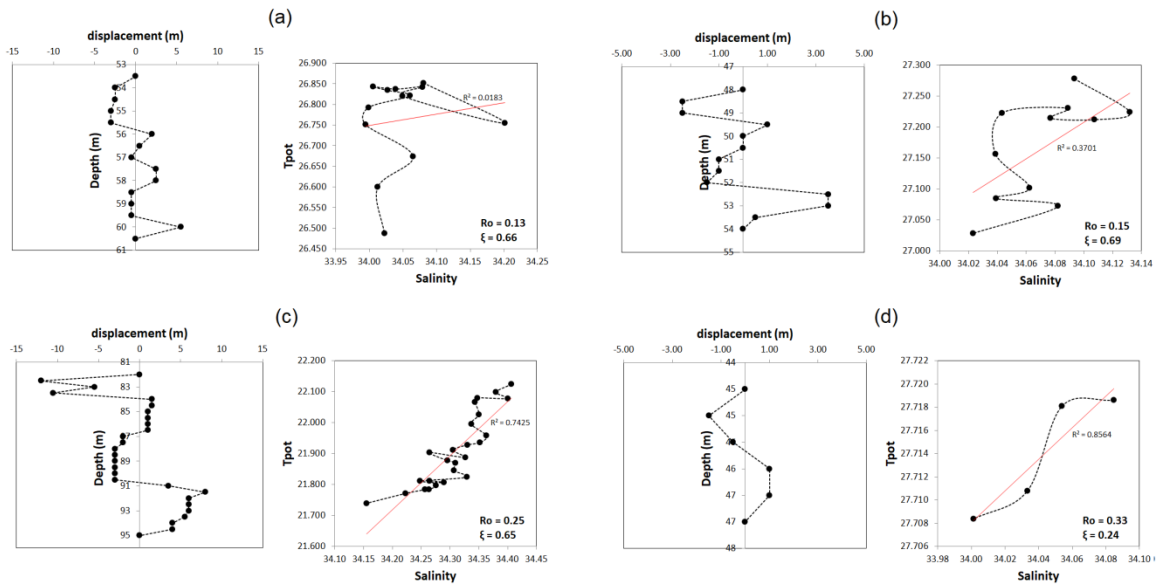 (a)
displacement (m)
-15 -10 -5 0 5 10 15
53
54
55
56
57
58
59
60
61
Depth (m)
26.900
26.850
26.800
26.750
26.700
26.650
26.600
26.550
26.500
26.450
Tpot
R² = 0.0183
Ro = 0.13
ξ = 0.66
33.95 34.00 34.05 34.10 34.15 34.20 34.25
Salinity
(b)
displacement (m)
-5.00 -3.00 -1.00 1.00 3.00 5.00
47
48
49
50
51
52
53
54
55
Depth (m)
27.300
27.250
27.200
27.150
27.100
27.050
27.000
Tpot
R² = 0.3701
Ro = 0.15
ξ = 0.69
34.00 34.02 34.04 34.06 34.08 34.10 34.12 34.14
Salinity
(c)
displacement (m)
-15 -10 -5 0 5 10 15
81
83
85
87
89
91
93
95
Depth (m)
22.200
22.100
22.000
21.900
21.800
21.700
21.600
Tpot
R² = 0.7425
Ro = 0.25
ξ = 0.65
34.10 34.15 34.20 34.25 34.30 34.35 34.40 34.45
Salinity
(d)
displacement (m)
-5.00 -3.00 -1.00 1.00 3.00 5.00
44
45
45
46
46
47
47
48
Depth (m)
27.722
27.720
27.718
27.716
27.714
27.712
27.710
27.708
27.706
Tpot
R² = 0.8564
Ro = 0.33
ξ = 0.24
33.98 34.00 34.02 34.04 34.06 34.08 34.10
Salinity